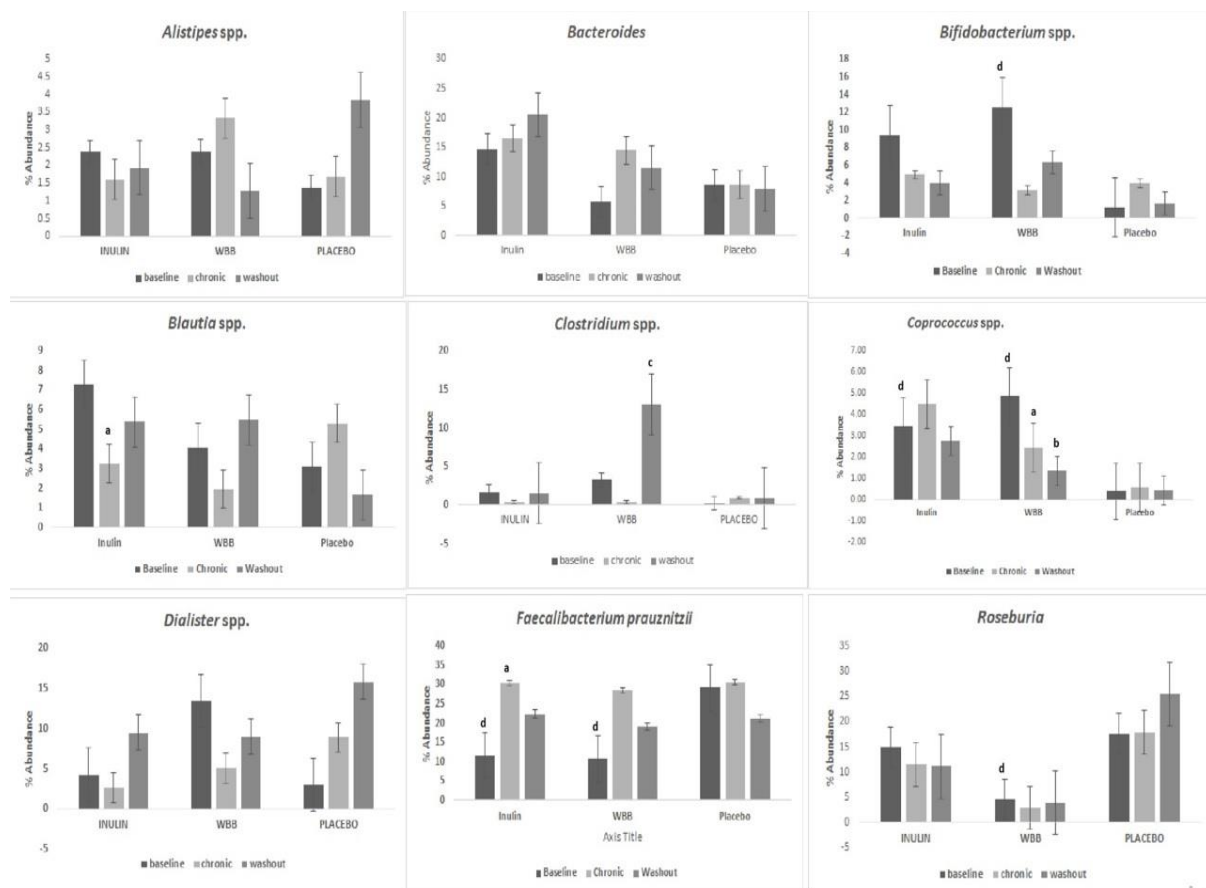 Alistipes spp.
% Abundance
5
4.5
4
3.5
3
2.5
2
1.5
1
0.5
0
INULIN WBB PLACEBO
baseline chronic washout
Bacteroides
% Abundance
30
25
20
15
10
5
0
Inulin WBB Placebo
baseline chronic washout
Bifidobacterium spp.
% Abundance
18
16
14
12
10
8
6
4
2
0
-2
-4
d
Inulin WBB Placebo
Baseline Chronic Washout
Blautia spp.
% Abundance
9
8
7
6
5
4
3
2
1
0
a
Inulin WBB Placebo
Baseline Chronic Washout
Clostridium spp.
% Abundance
20
15
10
5
0
-5
c
INULIN WBB PLACEBO
baseline chronic washout
Coprococcus spp.
% Abundance
7.00
6.00
5.00
4.00
3.00
2.00
1.00
0.00
-1.00
-2.00
d d a b
Inulin WBB Placebo
Baseline Chronic Washout
Dialister spp.
% Abundance
20
15
10
5
0
-5
INULIN WBB PLACEBO
baseline chronic washout
Faecalibacterium prauznitzii
% Abundance
40
35
30
25
20
15
10
5
0
d a d
Inulin WBB Placebo
Axis Title
Baseline Chronic Washout
Roseburia
% Abundance
35
30
25
20
15
10
5
0
-5
d
INULIN WBB PLACEBO
baseline chronic washout